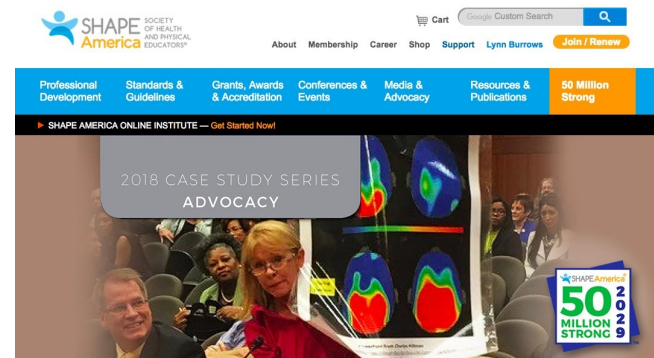 SHAPE
America
SOCIETY
OF HEALTH
AND PHYSICAL
EDUCATORS®
Cart
Google Custom Search
About Membership Career Shop Support Lynn Burrows Join / Renew
Professional
Development
Standards &
Guidelines
Grants, Awards
& Accreditation
Conferences &
Events
Media &
Advocacy
Resources &
Publications
50 Million
Strong
SHAPE AMERICA ONLINE INSTITUTE — Get Started Now!
2018 CASE STUDY SERIES
ADVOCACY
SHAPE America
50
MILLION
STRONG
2029